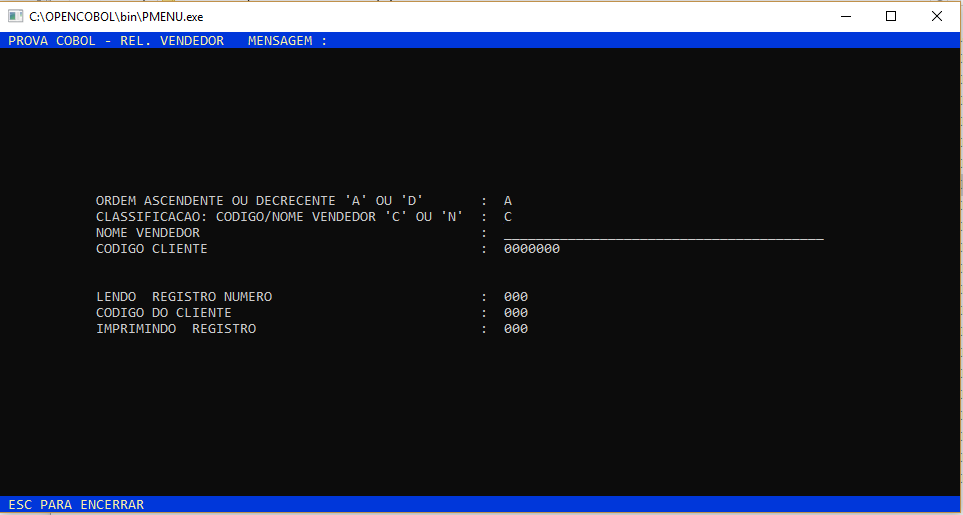 C:\OPENCOBOL\bin\PMENU.exe
PROVA COBOL - REL. VENDEDOR MENSAGEM :
ORDEM ASCENDENTE OU DECRECENTE 'A' OU 'D' : A
CLASSIFICACAO: CODIGO/NOME VENDEDOR 'C' OU 'N' : C
NOME VENDEDOR : ________________________________________
CODIGO CLIENTE : 0000000
LENDO REGISTRO NUMERO : 000
CODIGO DO CLIENTE : 000
IMPRIMINDO REGISTRO : 000
ESC PARA ENCERRAR